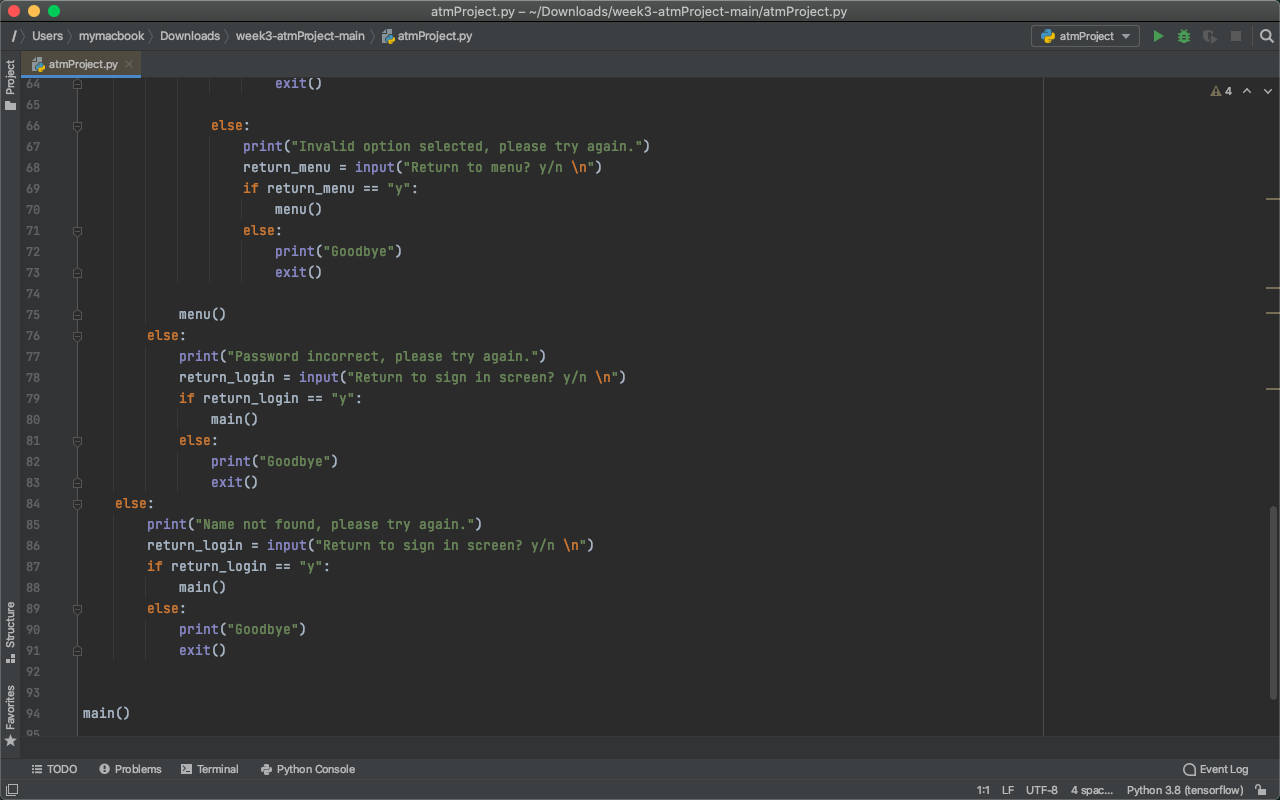 atmProject.py – ~/Downloads/week3-atmProject-main/atmProject.py
/ Users mymacbook Downloads week3-atmProject-main atmProject.py atmProject
Project atmProject.py
4
64 exit()
65
66 else:
67 print("Invalid option selected, please try again.")
68 return_menu = input("Return to menu? y/n \n")
69 if return_menu == "y":
70 menu()
71 else:
72 print("Goodbye")
73 exit()
74
75 menu()
76 else:
77 print("Password incorrect, please try again.")
78 return_login = input("Return to sign in screen? y/n \n")
79 if return_login == "y":
80 main()
81 else:
82 print("Goodbye")
83 exit()
84 else:
85 print("Name not found, please try again.")
86 return_login = input("Return to sign in screen? y/n \n")
87 if return_login == "y":
88 main()
89 else:
90 print("Goodbye")
91 exit()
92
93
94 main()
95
Structure
Favorites
TODO Problems Terminal Python Console Event Log
1:1 LF UTF-8 4 spac... Python 3.8 (tensorflow)